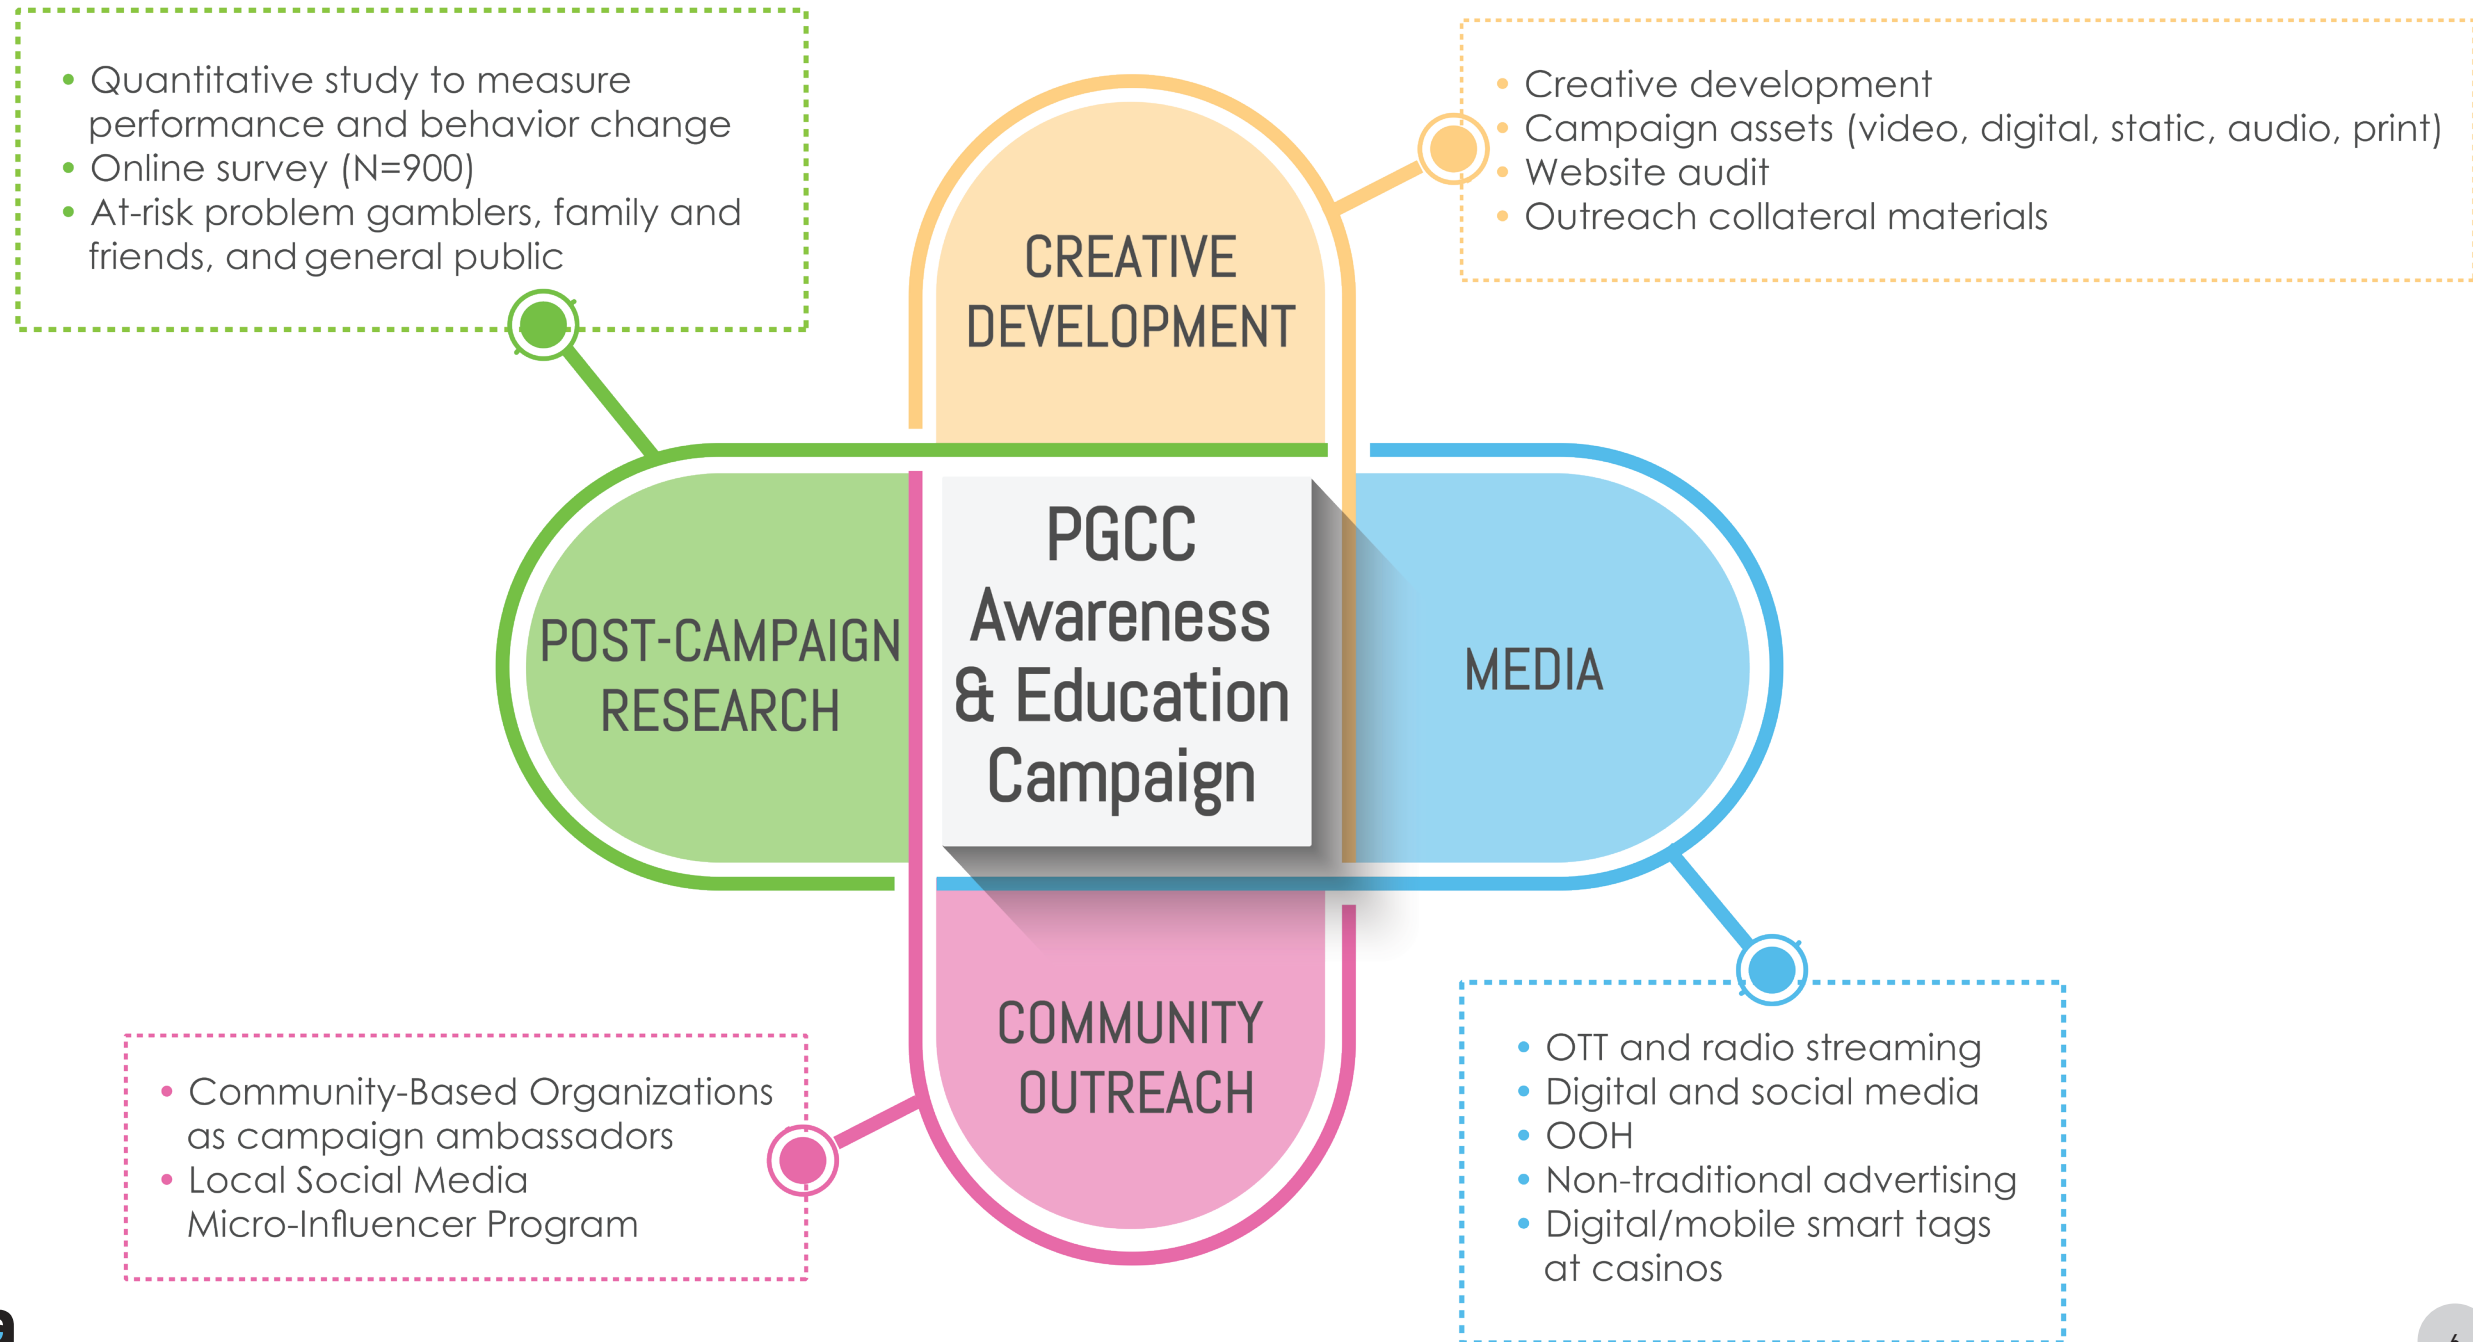 • Quantitative study to measure
performance and behavior change
• Online survey (N=900)
• At-risk problem gamblers, family and
friends, and general public
• Creative development
• Campaign assets (video, digital, static, audio, print)
• Website audit
• Outreach collateral materials
CREATIVE
DEVELOPMENT
POST-CAMPAIGN
RESEARCH
PGCC
Awareness
& Education
Campaign
MEDIA
COMMUNITY
OUTREACH
• Community-Based Organizations
as campaign ambassadors
• Local Social Media
Micro-Influencer Program
• OTT and radio streaming
• Digital and social media
• OOH
• Non-traditional advertising
• Digital/mobile smart tags
at casinos